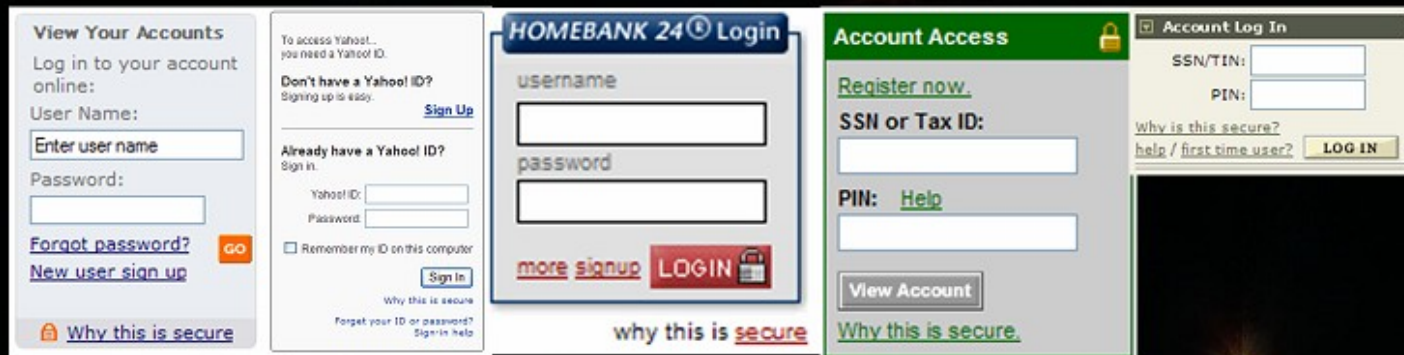 View Your Accounts
Log in to your account
online:
User Name:
Enter user name
Password:
Forgot password?
GO
New user sign up
Why this is secure
To access Yahoo!...
you need a Yahoo! ID.
Don't have a Yahoo! ID?
Signing up is easy.
Sign Up
Already have a Yahoo! ID?
Sign in.
Yahoo! ID:
Password:
Remember my ID on this computer
Sign In
Why this is secure
Forget your ID or password?
Sign-in help
HOMEBANK 24® Login
username
password
more signup LOGIN
why this is secure
Account Access
Register now.
SSN or Tax ID:
PIN: Help
View Account
Why this is secure.
Account Log In
SSN/TIN:
PIN:
Why is this secure?
help / first time user? LOG IN